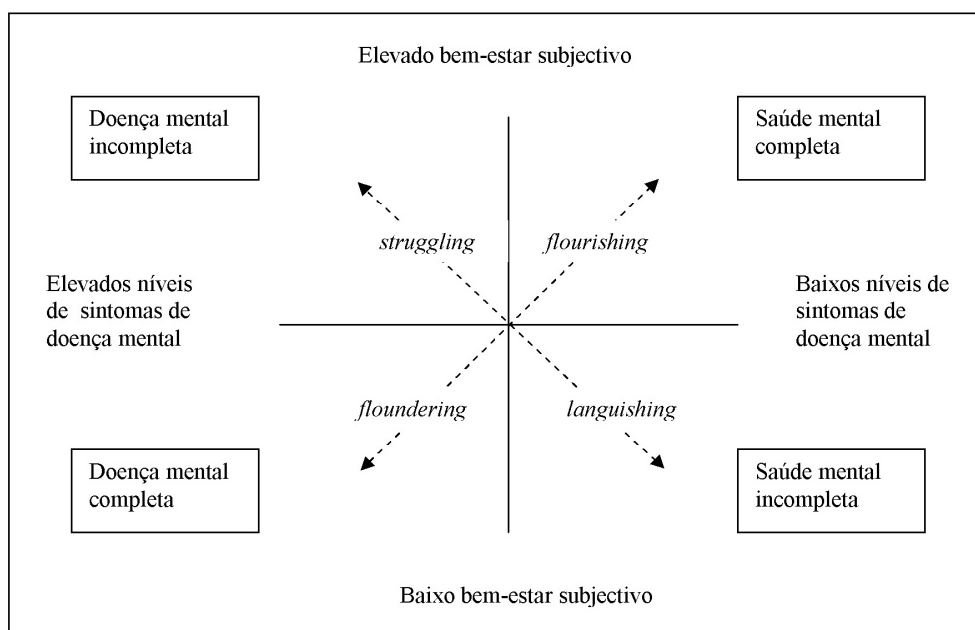 Elevado bem-estar subjectivo
Doença mental
incompleta
Saúde mental
completa
struggling
flourishing
Elevados níveis
de sintomas de
doença mental
Baixos níveis de
sintomas de
doença mental
floundering
languishing
Doença mental
completa
Saúde mental
incompleta
Baixo bem-estar subjectivo